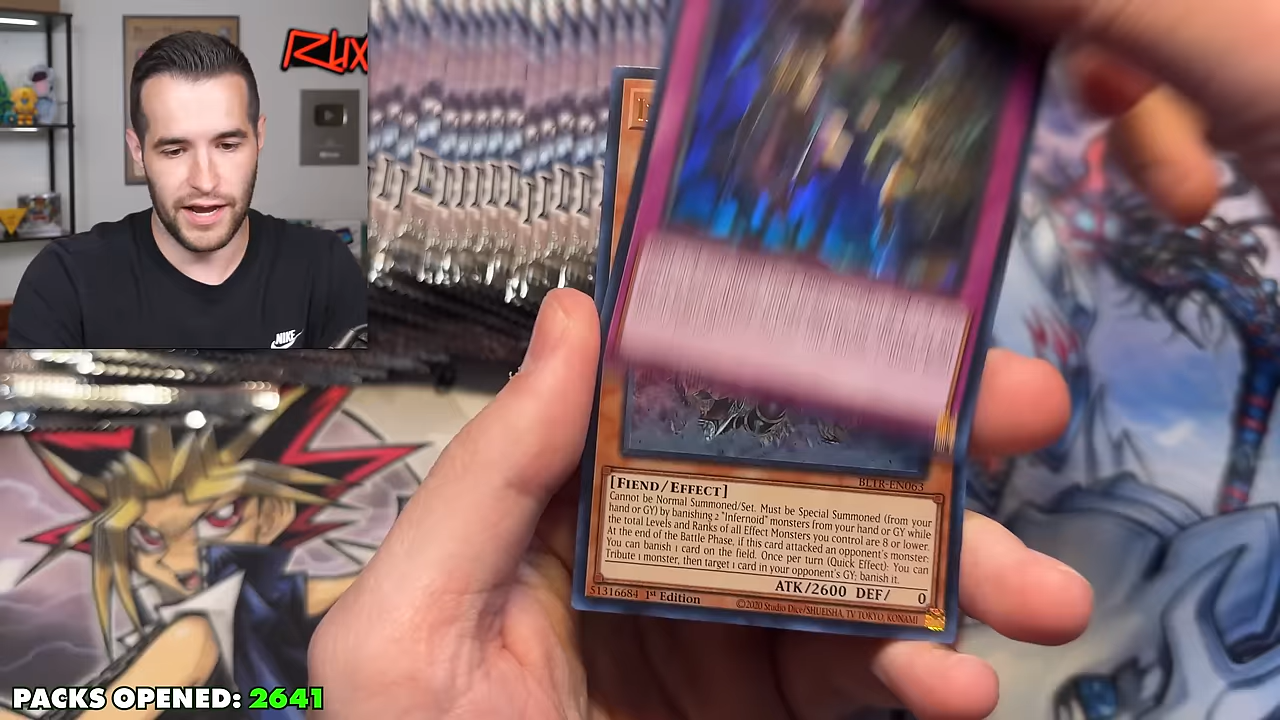 NIKE
BLTR-EN063
[FIEND/EFFECT]
Cannot be Normal Summoned/Set. Must be Special Summoned (from your
hand or GY) by banishing 2 "Infernoid" monsters from your hand or GY while
the total Levels and Ranks of all Effect Monsters you control are 8 or lower.
At the end of the Battle Phase, if this card attacked an opponent's monster:
You can banish 1 card on the field. Once per turn (Quick Effect): You can
Tribute 1 monster, then target 1 card in your opponent's GY; banish it.
ATK/2600 DEF/ 0
51316684 1st Edition
©2020 Studio Dice/SHUEISHA, TV TOKYO, KONAMI
PACKS OPENED: 2641